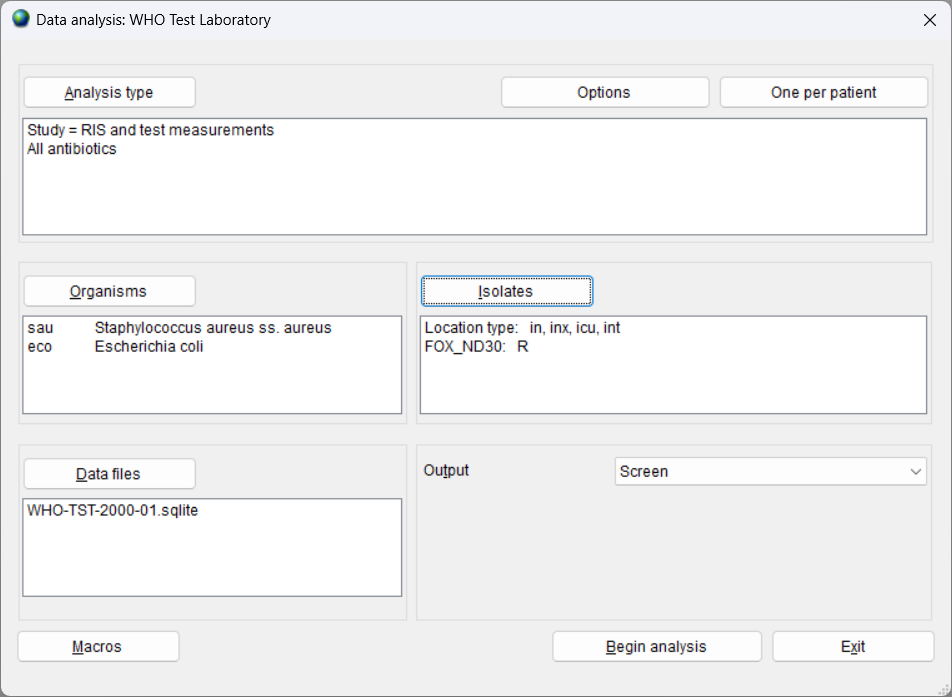 Data analysis: WHO Test Laboratory
Analysis type
Options
One per patient
Study = RIS and test measurements
All antibiotics
Organisms
Isolates
sau Staphylococcus aureus ss. aureus
eco Escherichia coli
Location type: in, inx, icu, int
FOX_ND30: R
Data files
Output
Screen
WHO-TST-2000-01.sqlite
Macros
Begin analysis
Exit